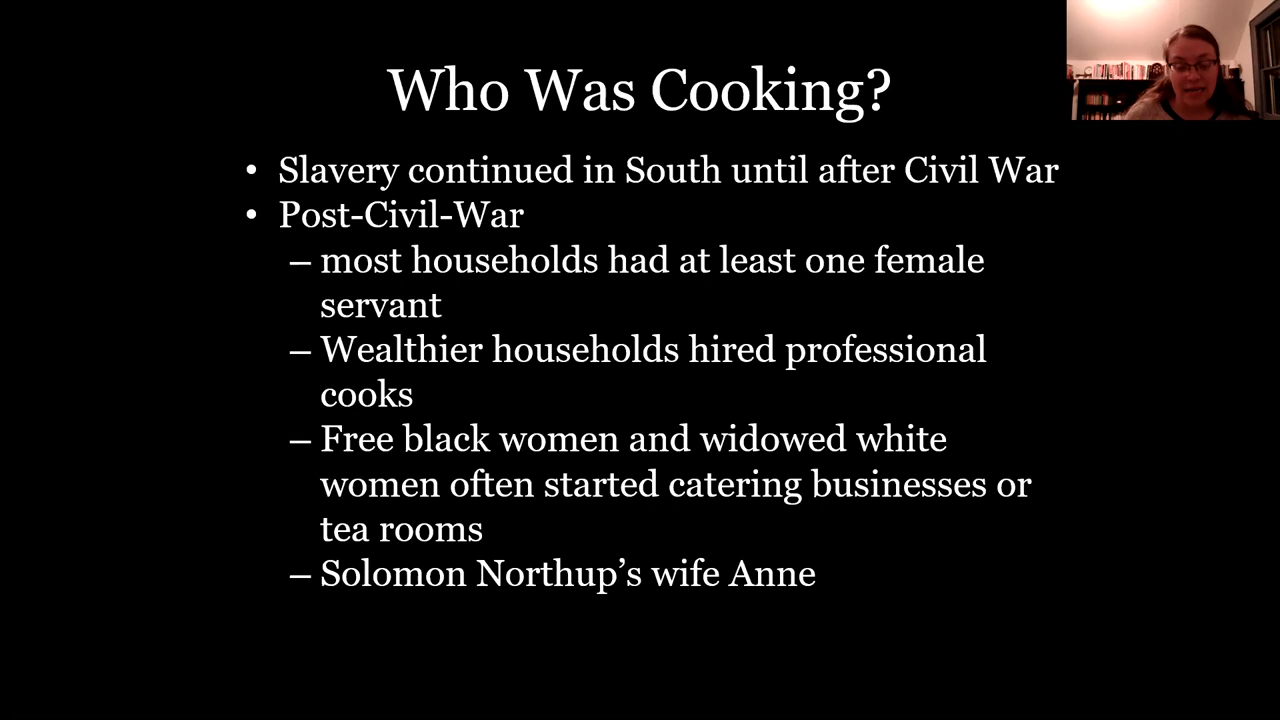 Who Was Cooking?
• Slavery continued in South until after Civil War
• Post-Civil-War
– most households had at least one female
servant
– Wealthier households hired professional
cooks
– Free black women and widowed white
women often started catering businesses or
tea rooms
– Solomon Northup’s wife Anne